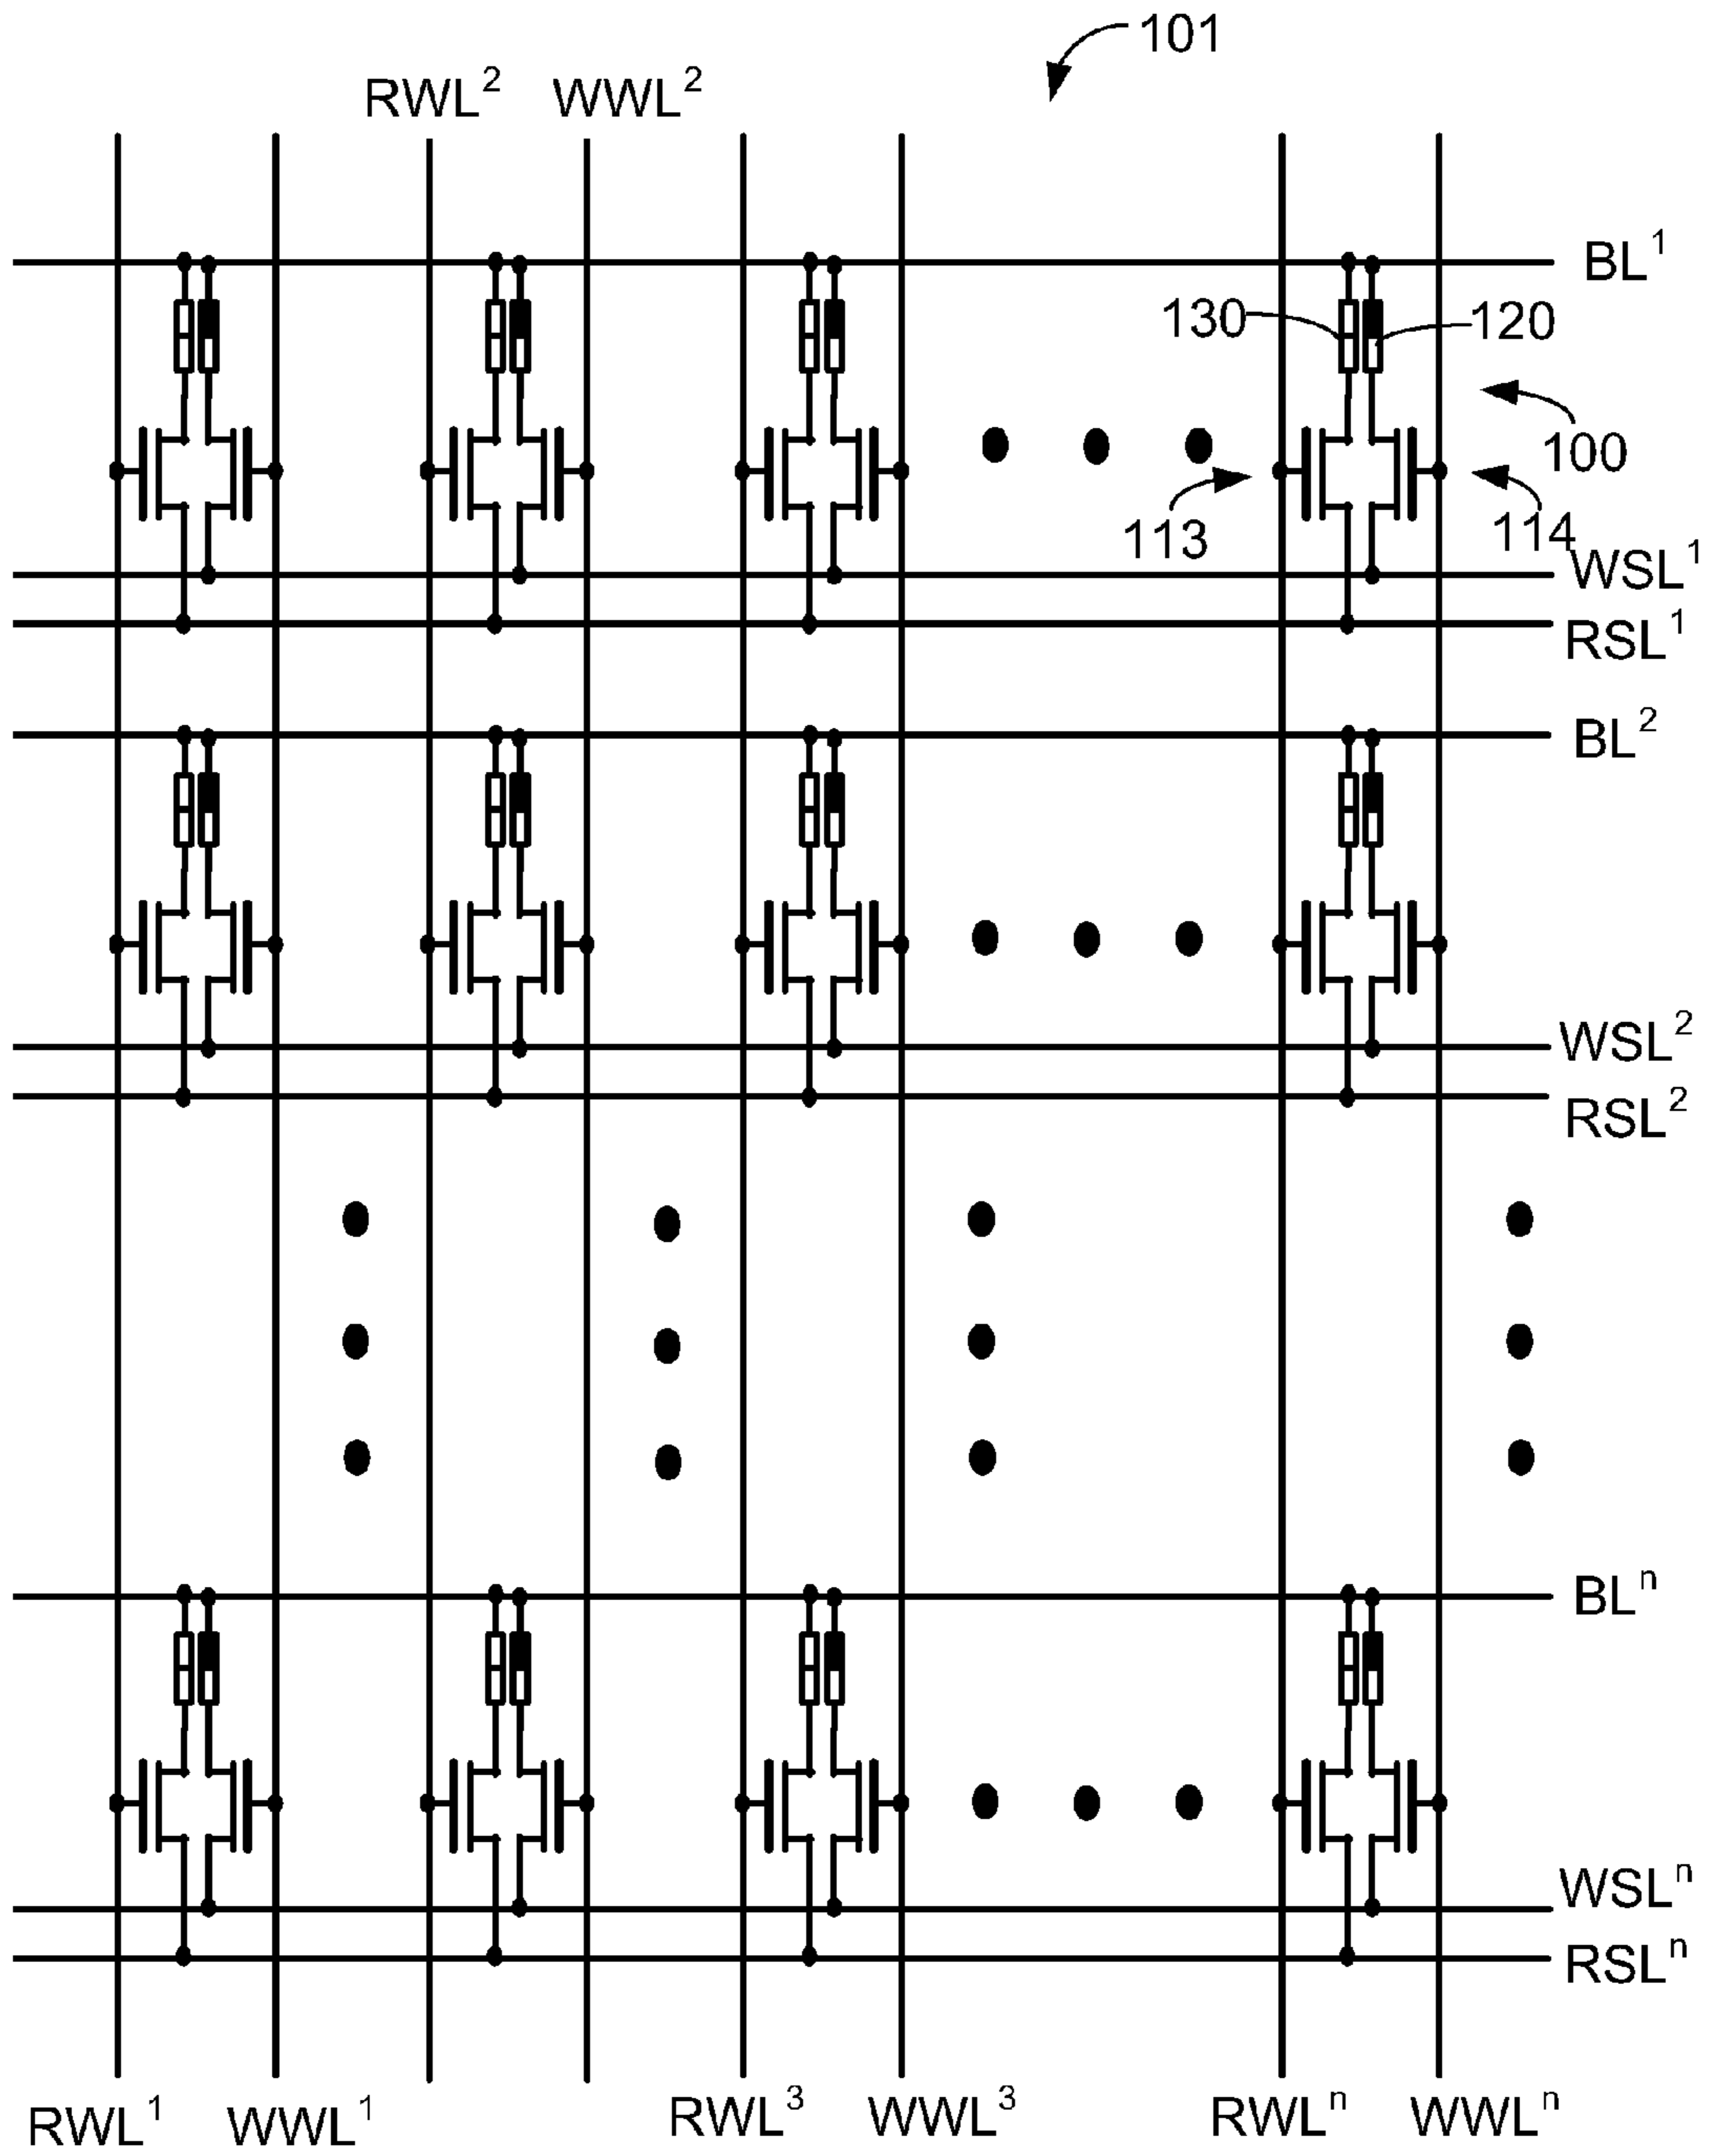 101
RWL² WWL²
BL¹
130 120
100
113 114
WSL¹
RSL¹
BL²
WSL²
RSL²
BLⁿ
WSLⁿ
RSLⁿ
RWL¹ WWL¹ RWL³ WWL³ RWLⁿ WWLⁿ